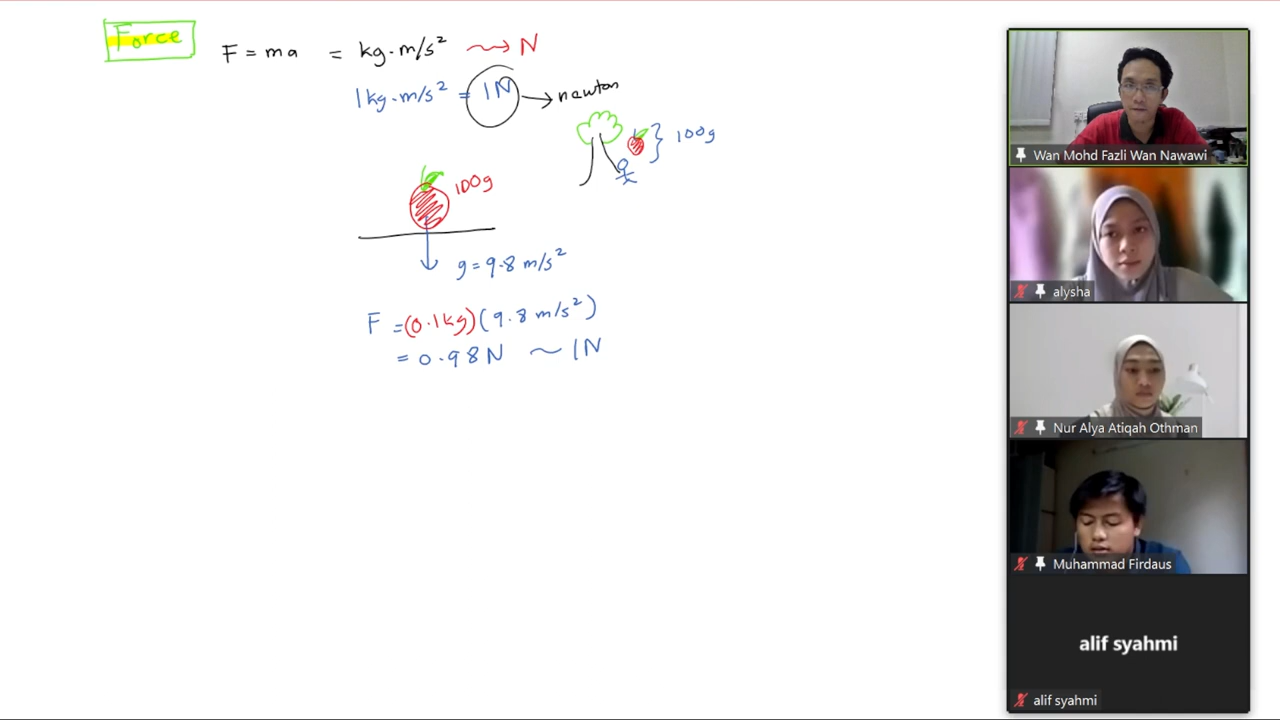 Force
F = ma = kg·m/s² ⟿ N
1kg·m/s² = 1N → newton
100g
100g
g = 9.8 m/s²
F = (0.1kg)(9.8 m/s²)
= 0.98N ~ 1N
Wan Mohd Fazli Wan Nawawi
alysha
Nur Alya Atiqah Othman
Muhammad Firdaus
alif syahmi
alif syahmi